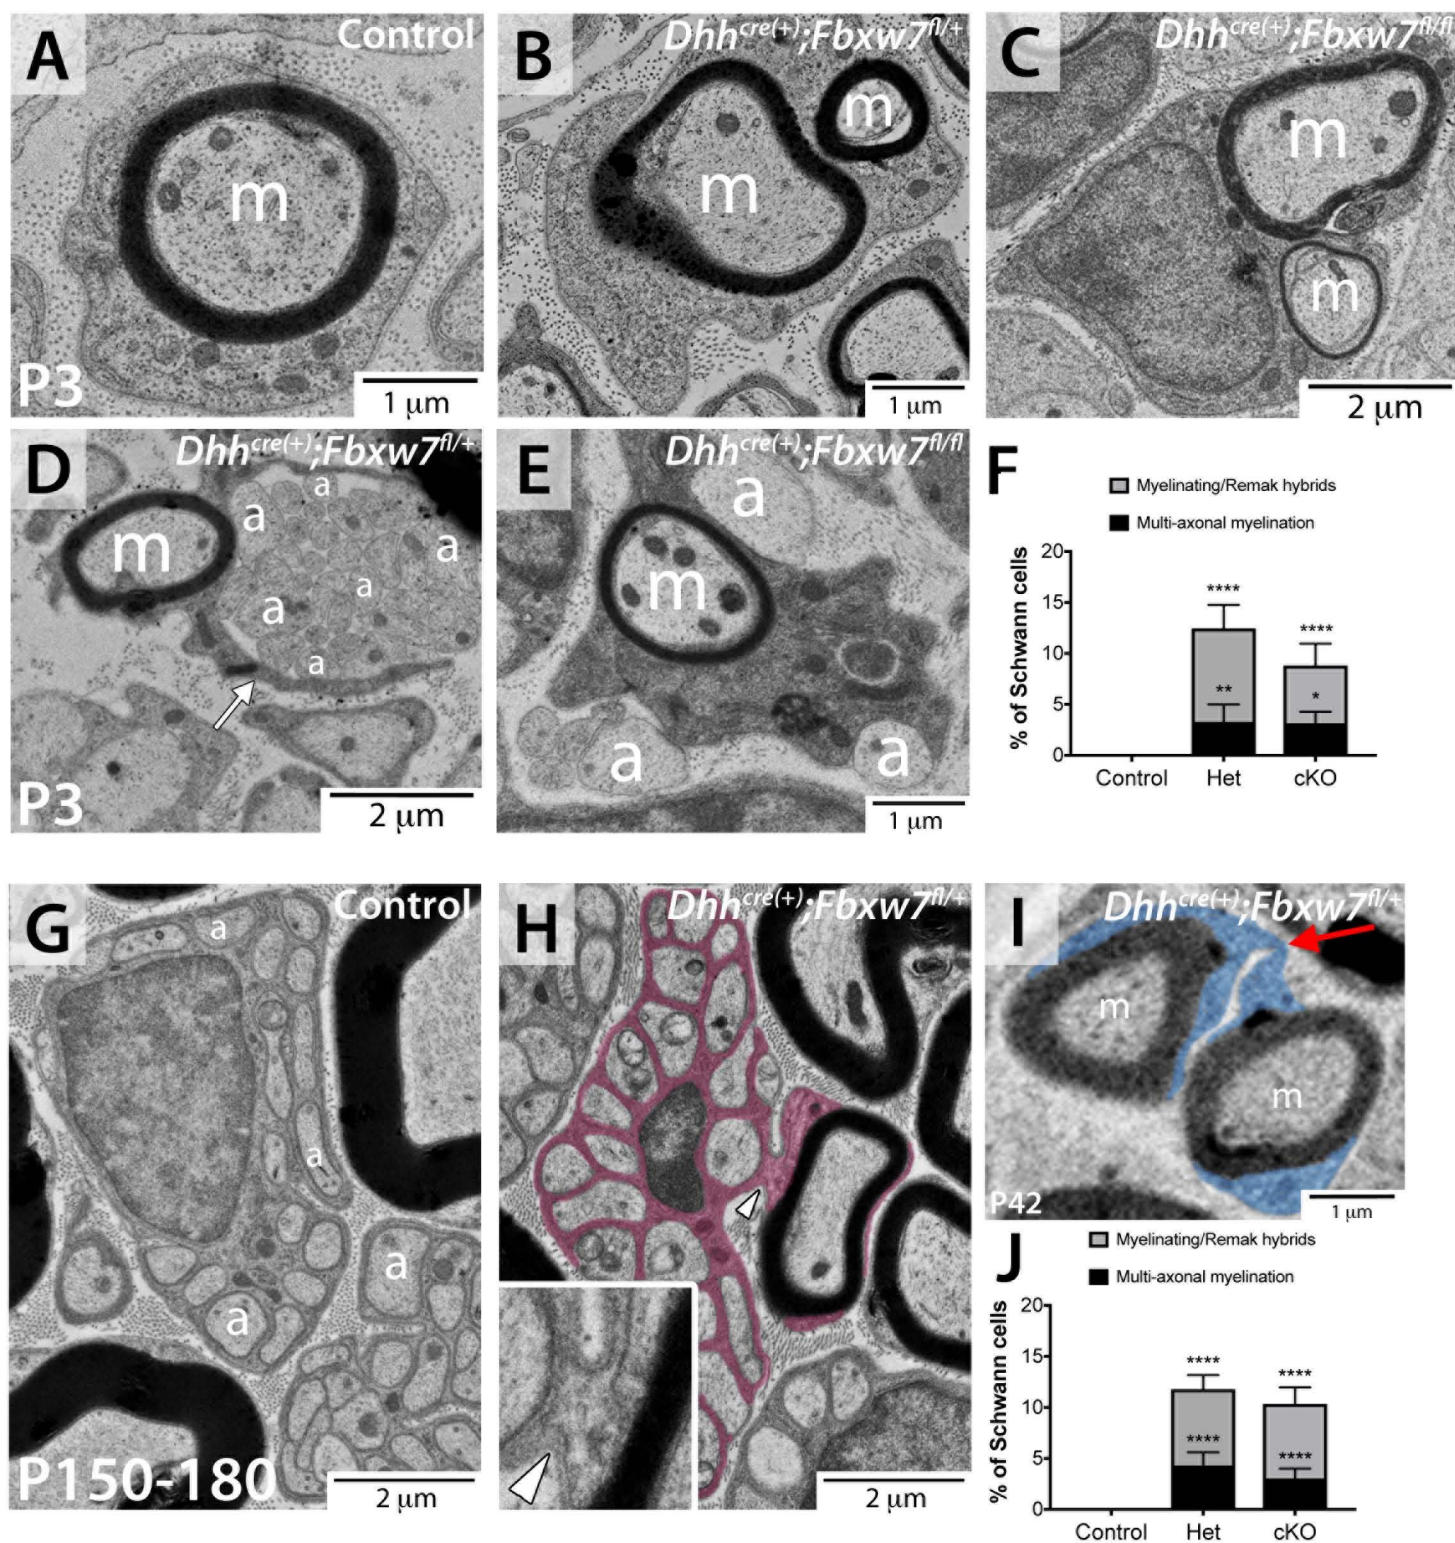 A
Control
m
P3
1 μm
B
Dhhcre(+);Fbxw7fl/+
m
m
1 μm
C
Dhhcre(+);Fbxw7fl/fl
m
m
2 μm
D
Dhhcre(+);Fbxw7fl/+
m
a
a
a
a
a
a
P3
2 μm
E
Dhhcre(+);Fbxw7fl/fl
a
m
a
a
1 μm
F
Myelinating/Remak hybrids
Multi-axonal myelination
% of Schwann cells
20
15
10
5
0
****
**
****
*
Control Het cKO
G
Control
a
a
a
a
P150-180
2 μm
H
Dhhcre(+);Fbxw7fl/+
2 μm
I
Dhhcre(+);Fbxw7fl/+
m
m
P42
1 μm
J
Myelinating/Remak hybrids
Multi-axonal myelination
% of Schwann cells
20
15
10
5
0
****
****
****
****
Control Het cKO